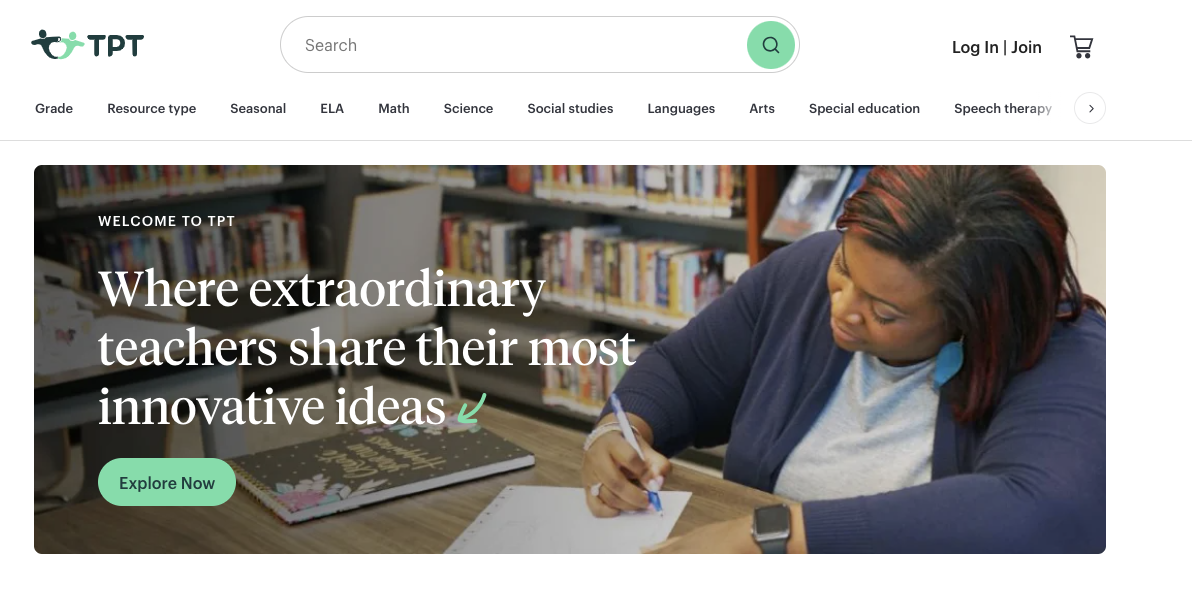 TPT
Search
Log In | Join
Grade Resource type Seasonal ELA Math Science Social studies Languages Arts Special education Speech therapy
WELCOME TO TPT
Where extraordinary
teachers share their most
innovative ideas
Explore Now